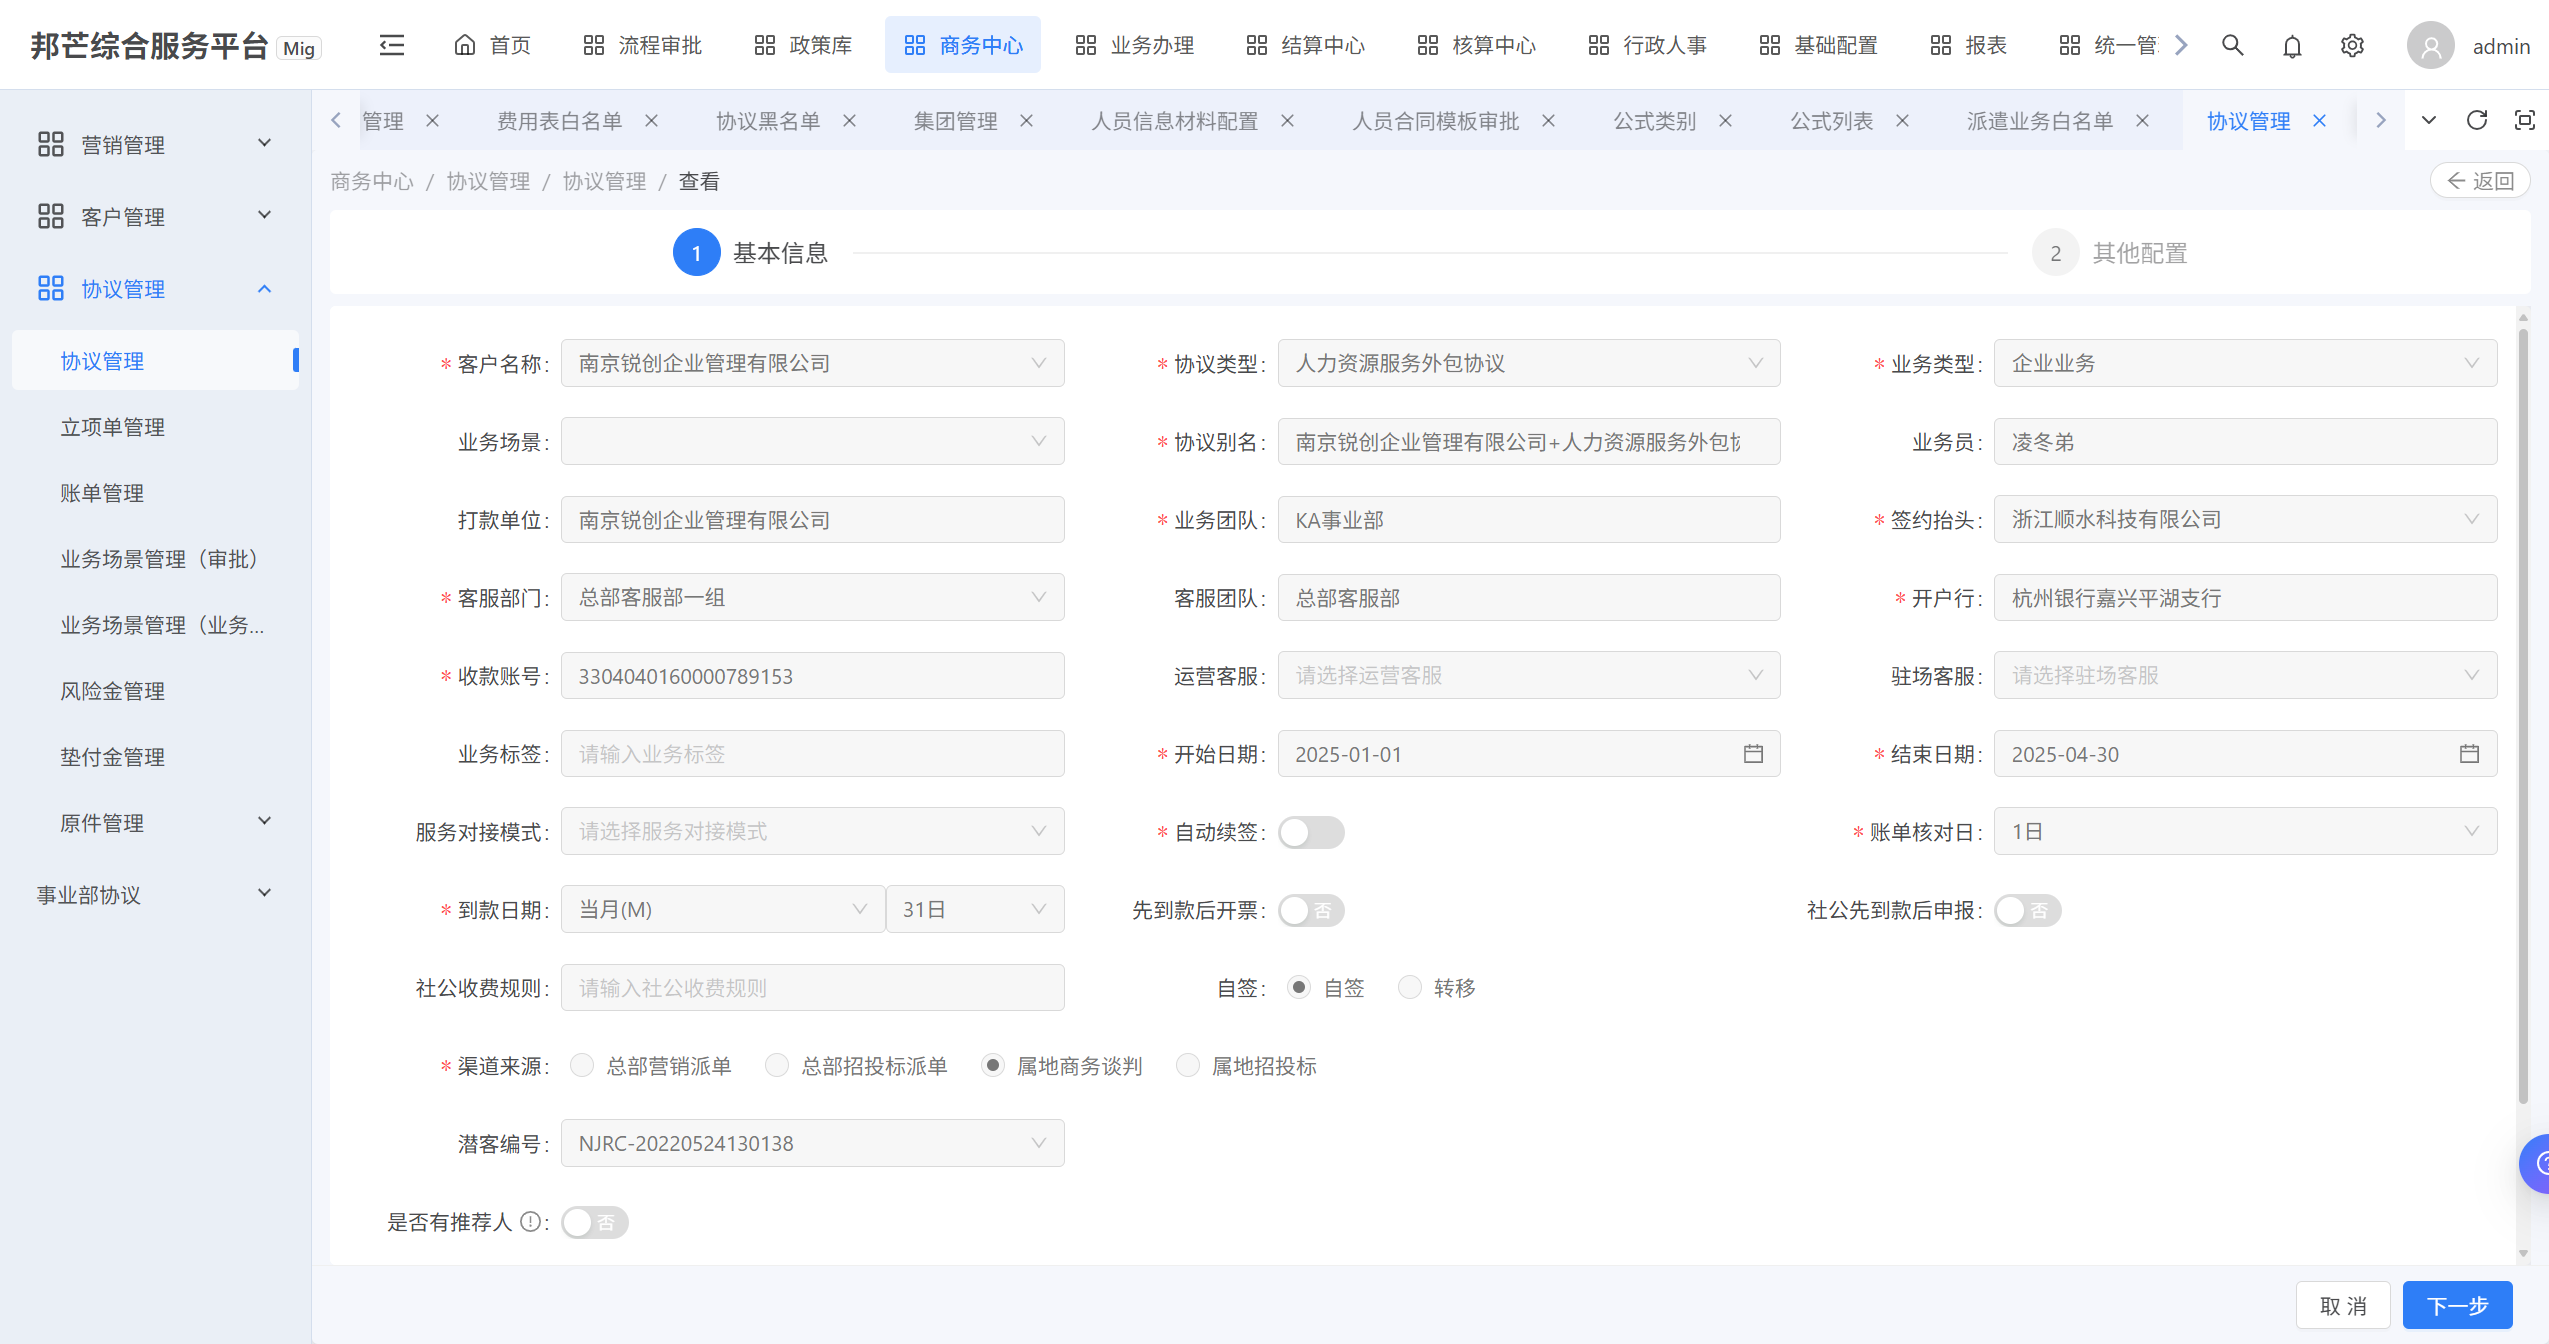 邦芒综合服务平台 Mig 首页 流程审批 政策库 商务中心 业务办理 结算中心 核算中心 行政人事 基础配置 报表 统一管 admin
管理 费用表白名单 协议黑名单 集团管理 人员信息材料配置 人员合同模板审批 公式类别 公式列表 派遣业务白名单 协议管理
营销管理
客户管理
协议管理
协议管理
立项单管理
账单管理
业务场景管理（审批）
业务场景管理（业务...
风险金管理
垫付金管理
原件管理
事业部协议
商务中心 / 协议管理 / 协议管理 / 查看 返回
1 基本信息 2 其他配置
* 客户名称: 南京锐创企业管理有限公司 * 协议类型: 人力资源服务外包协议 * 业务类型: 企业业务
业务场景: * 协议别名: 南京锐创企业管理有限公司+人力资源服务外包 业务员: 凌冬弟
打款单位: 南京锐创企业管理有限公司 * 业务团队: KA事业部 * 签约抬头: 浙江顺水科技有限公司
* 客服部门: 总部客服部一组 客服团队: 总部客服部 * 开户行: 杭州银行嘉兴平湖支行
* 收款账号: 3304040160000789153 运营客服: 请选择运营客服 驻场客服: 请选择驻场客服
业务标签: 请输入业务标签 * 开始日期: 2025-01-01 * 结束日期: 2025-04-30
服务对接模式: 请选择服务对接模式 * 自动续签: * 账单核对日: 1日
* 到款日期: 当月(M) 31日 先到款后开票: 否 社公先到款后申报: 否
社公收费规则: 请输入社公收费规则 自签: 自签 转移
* 渠道来源: 总部营销派单 总部招投标派单 属地商务谈判 属地招投标
潜客编号: NJRC-20220524130138
是否有推荐人 : 否
取 消 下一步